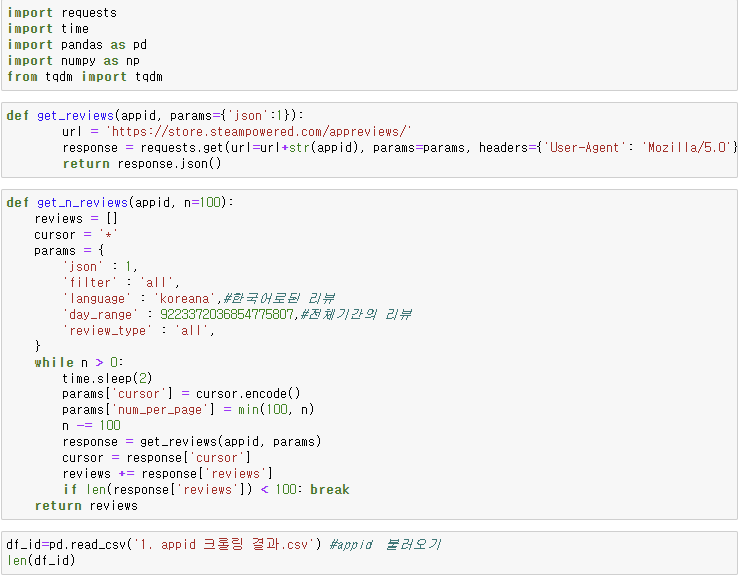 import requests
import time
import pandas as pd
import numpy as np
from tqdm import tqdm
def get_reviews(appid, params={'json':1}):
url = 'https://store.steampowered.com/appreviews/'
response = requests.get(url=url+str(appid), params=params, headers={'User-Agent': 'Mozilla/5.0'}
return response.json()
def get_n_reviews(appid, n=100):
reviews = []
cursor = '*'
params = {
'json' : 1,
'filter' : 'all',
'language' : 'koreana',#한국어로된 리뷰
'day_range' : 9223372036854775807,#전체기간의 리뷰
'review_type' : 'all',
}
while n > 0:
time.sleep(2)
params['cursor'] = cursor.encode()
params['num_per_page'] = min(100, n)
n -= 100
response = get_reviews(appid, params)
cursor = response['cursor']
reviews += response['reviews']
if len(response['reviews']) < 100: break
return reviews
df_id=pd.read_csv('1. appid 크롤링 결과.csv') #appid 불러오기
len(df_id)